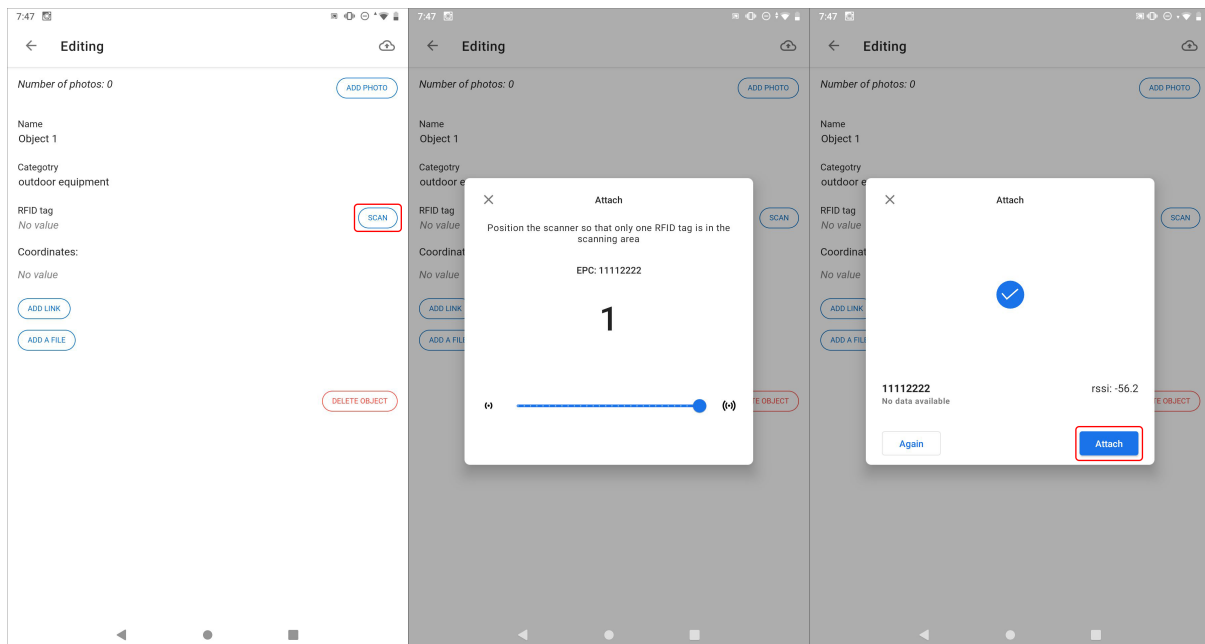 7:47
Editing
Number of photos: 0
ADD PHOTO
Name
Object 1
Categotry
outdoor equipment
RFID tag
No value
SCAN
Coordinates:
No value
ADD LINK
ADD A FILE
DELETE OBJECT
7:47
Editing
Number of photos: 0
ADD PHOTO
Name
Object 1
Categotry
outdoor e
RFID tag
No value
SCAN
Coordinat
No value
ADD LINK
ADD A FIL
TE OBJECT
Attach
Position the scanner so that only one RFID tag is in the
scanning area
EPC: 11112222
1
7:47
Editing
Number of photos: 0
ADD PHOTO
Name
Object 1
Categotry
outdoor e
RFID tag
No value
SCAN
Coordinat
No value
ADD LINK
ADD A FILE
TE OBJECT
Attach
11112222
rssi: -56.2
No data available
Again
Attach